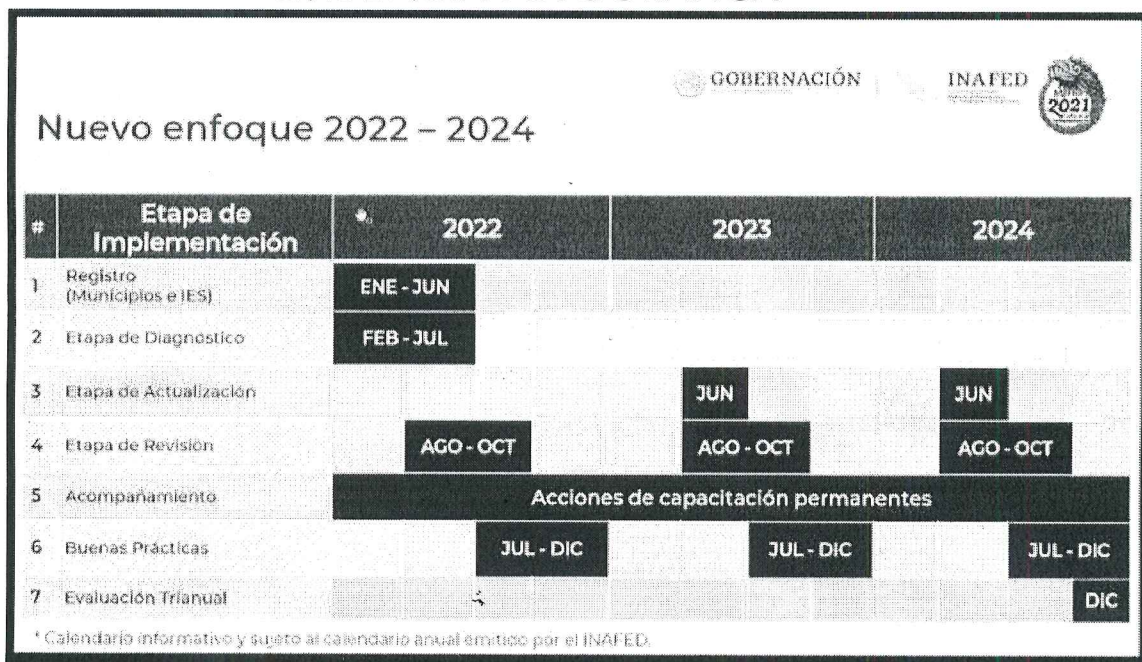 GOBERNACIÓN
INAFED
2021
Nuevo enfoque 2022 – 2024
# Etapa de Implementación 2022 2023 2024
1 Registro (Municipios e IES) ENE - JUN
2 Etapa de Diagnóstico FEB - JUL
3 Etapa de Actualización JUN JUN
4 Etapa de Revisión AGO - OCT AGO - OCT AGO - OCT
5 Acompañamiento Acciones de capacitación permanentes
6 Buenas Prácticas JUL - DIC JUL - DIC JUL - DIC
7 Evaluación Trianual DIC
* Calendario informativo y sujeto al calendario anual emitido por el INAFED.